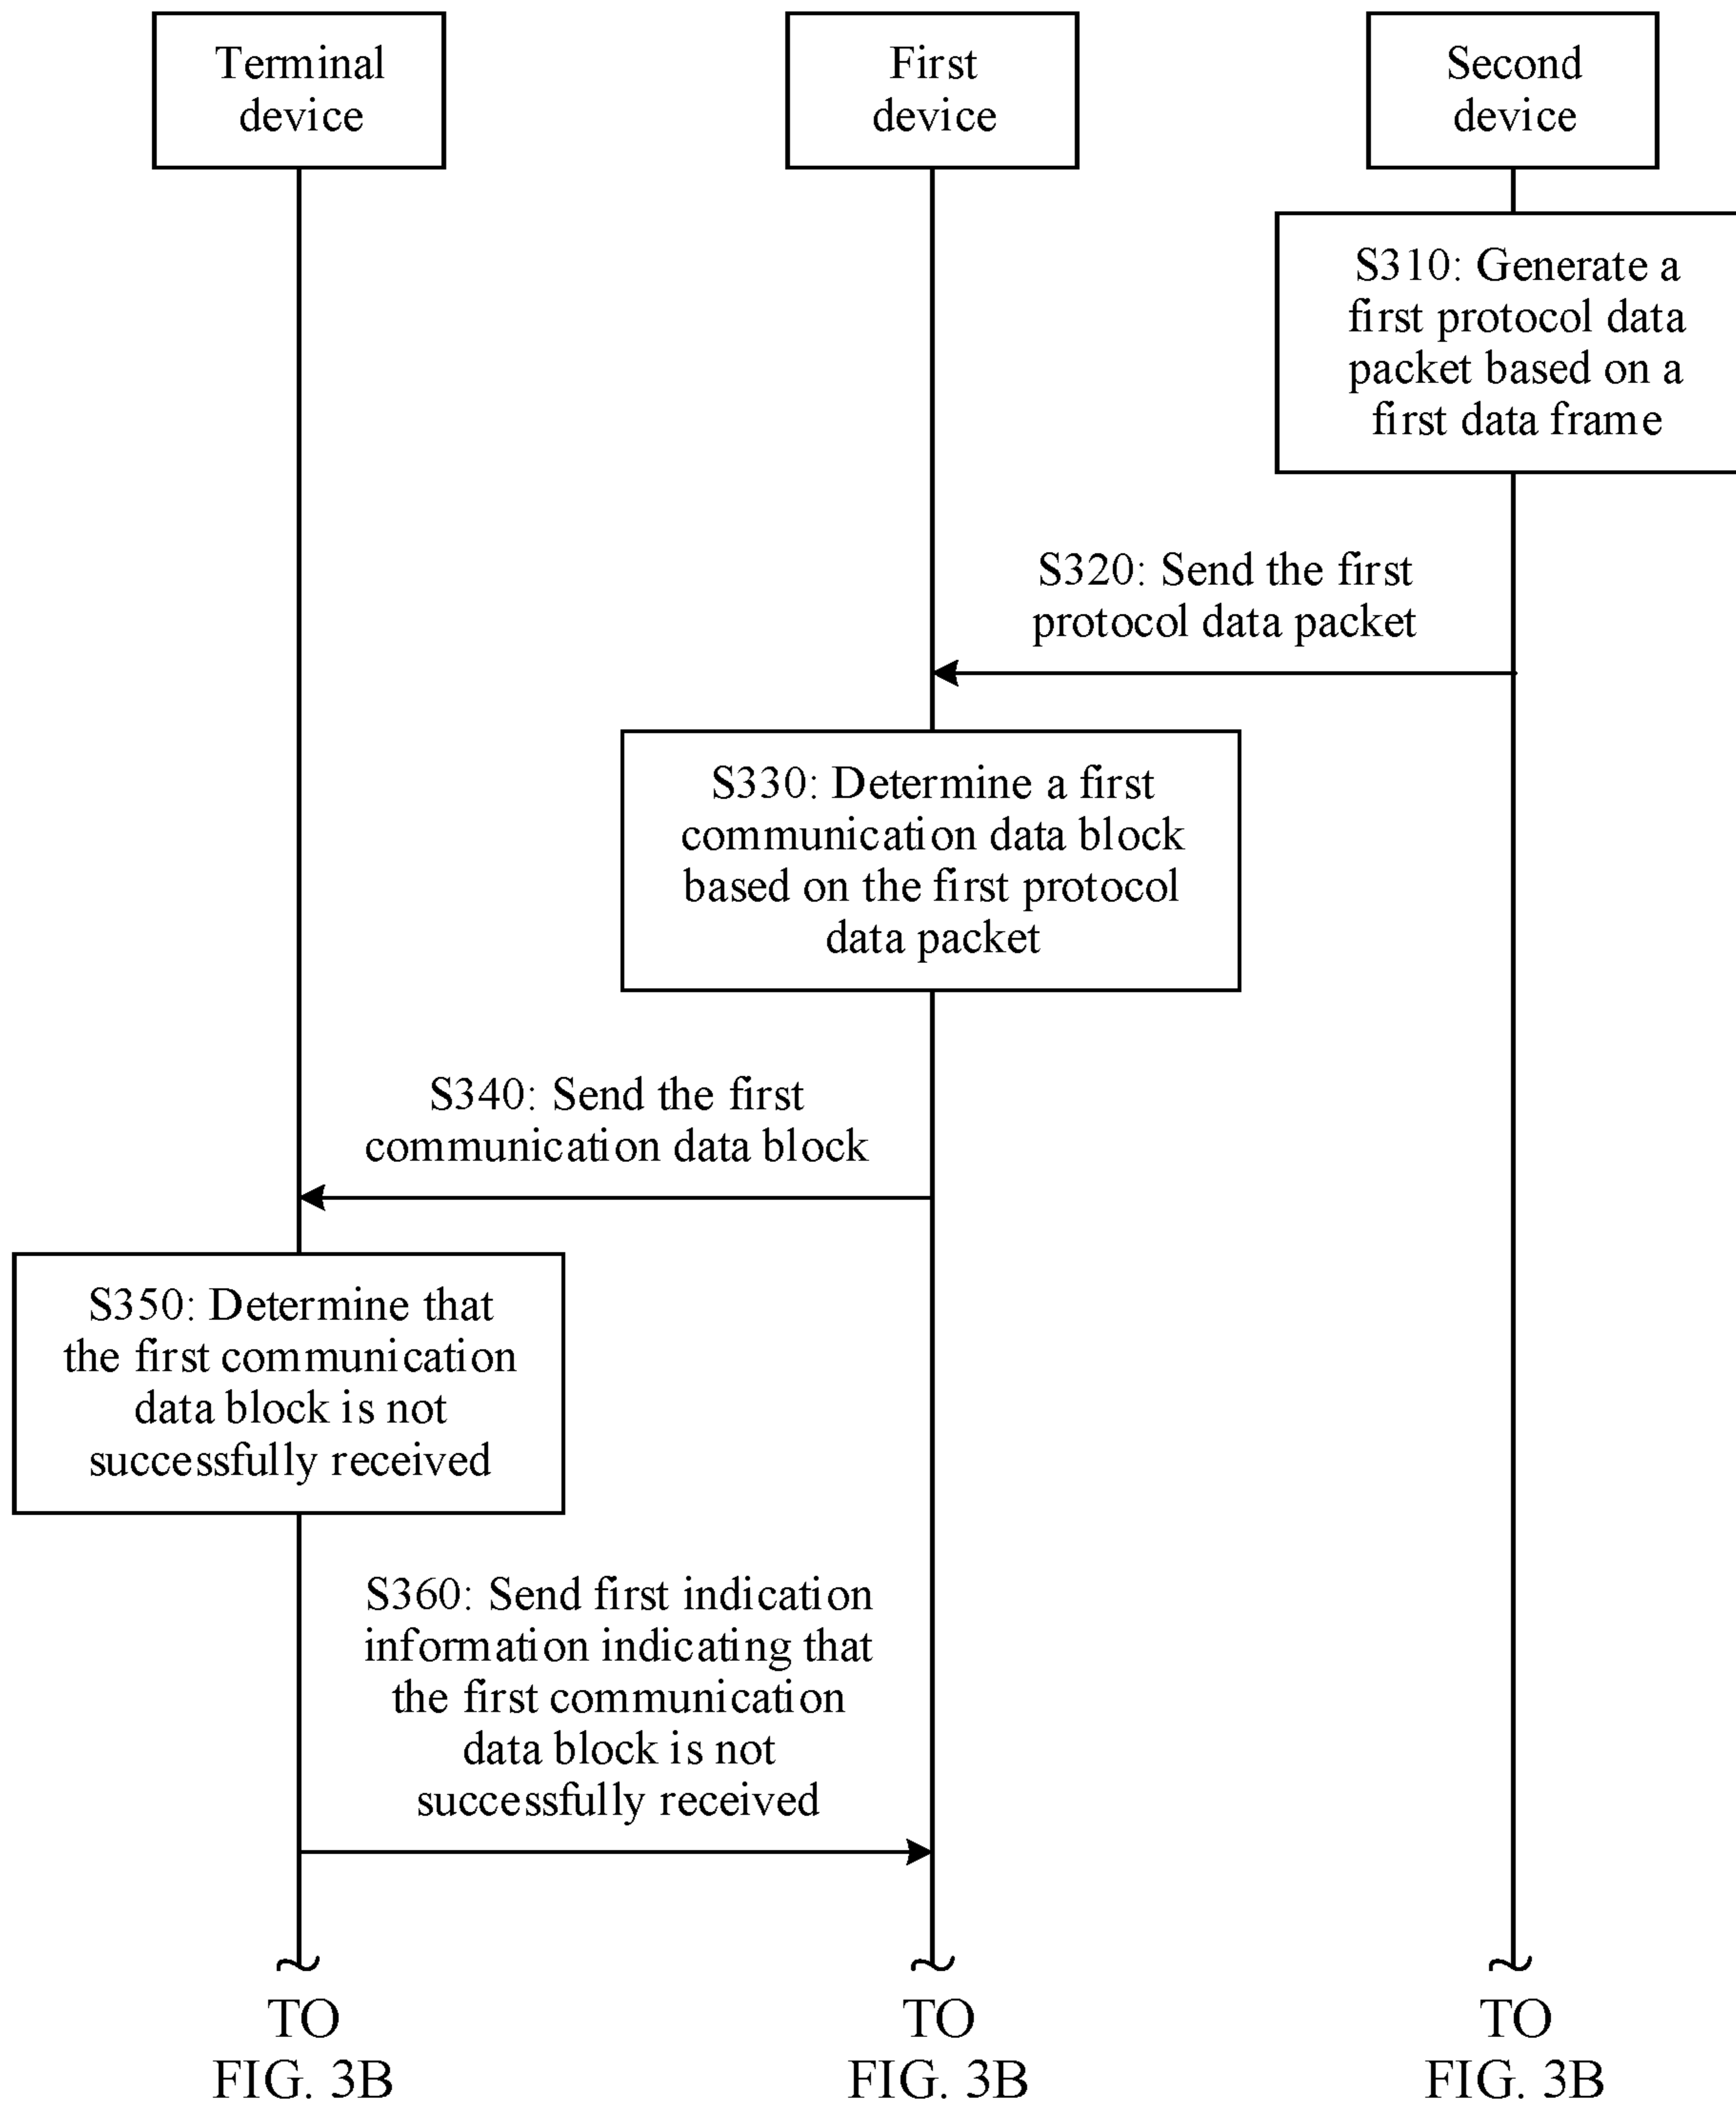 Terminal
device
First
device
Second
device
S310: Generate a
first protocol data
packet based on a
first data frame
S320: Send the first
protocol data packet
S330: Determine a first
communication data block
based on the first protocol
data packet
S340: Send the first
communication data block
S350: Determine that
the first communication
data block is not
successfully received
S360: Send first indication
information indicating that
the first communication
data block is not
successfully received
TO
FIG. 3B
TO
FIG. 3B
TO
FIG. 3B